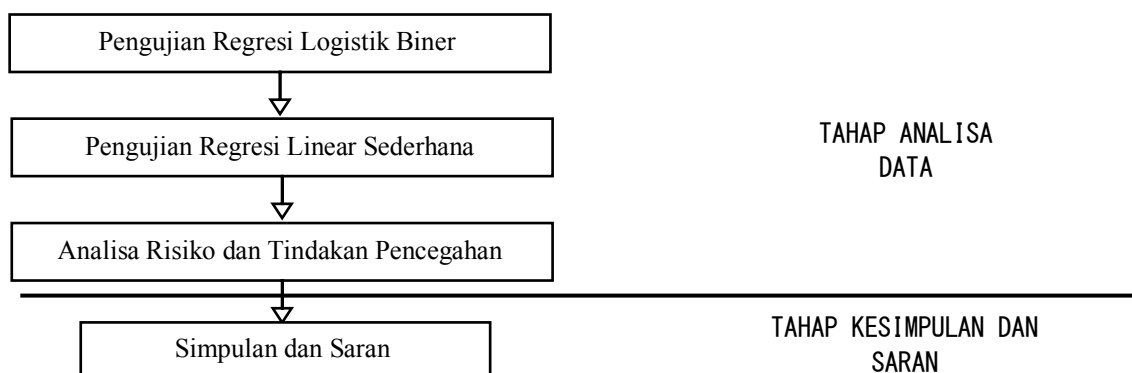 Pengujian Regresi Logistik Biner
Pengujian Regresi Linear Sederhana
Analisa Risiko dan Tindakan Pencegahan
TAHAP ANALISA
DATA
Simpulan dan Saran
TAHAP KESIMPULAN DAN
SARAN